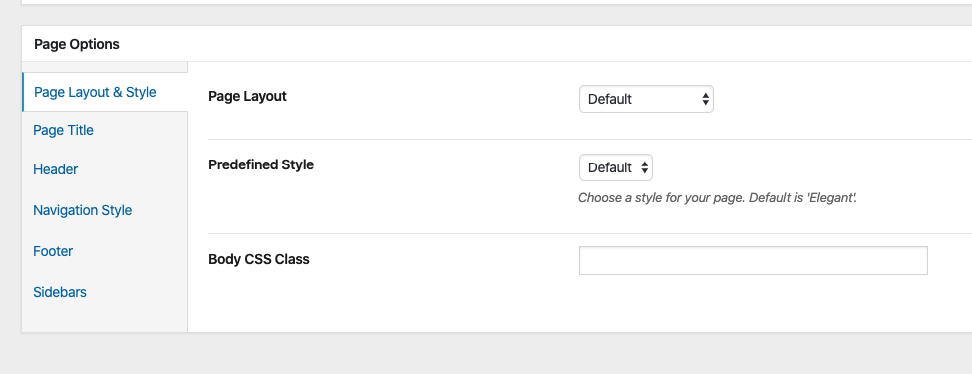 Page Options
Page Layout & Style
Page Title
Header
Navigation Style
Footer
Sidebars
Page Layout
Default
Predefined Style
Default
Choose a style for your page. Default is 'Elegant'.
Body CSS Class